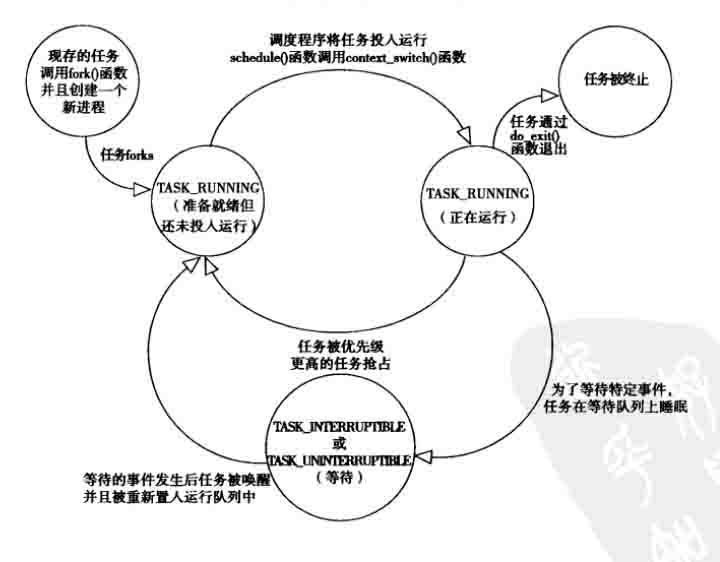 现存的任务
调用fork()函数
并且创建一个
新进程
调度程序将任务投入运行
schedule()函数调用context_switch()函数
任务被终止
任务forks
任务通过
do_exit()
函数退出
TASK_RUNNING
（准备就绪但
还未投入运行）
TASK_RUNNING
（正在运行）
任务被优先级
更高的任务抢占
为了等待特定事件，
任务在等待队列上睡眠
TASK_INTERRUPTIBLE
或
TASK_UNINTERRUPTIBLE
（等待）
等待的事件发生后任务被唤醒
并且被重新置入运行队列中